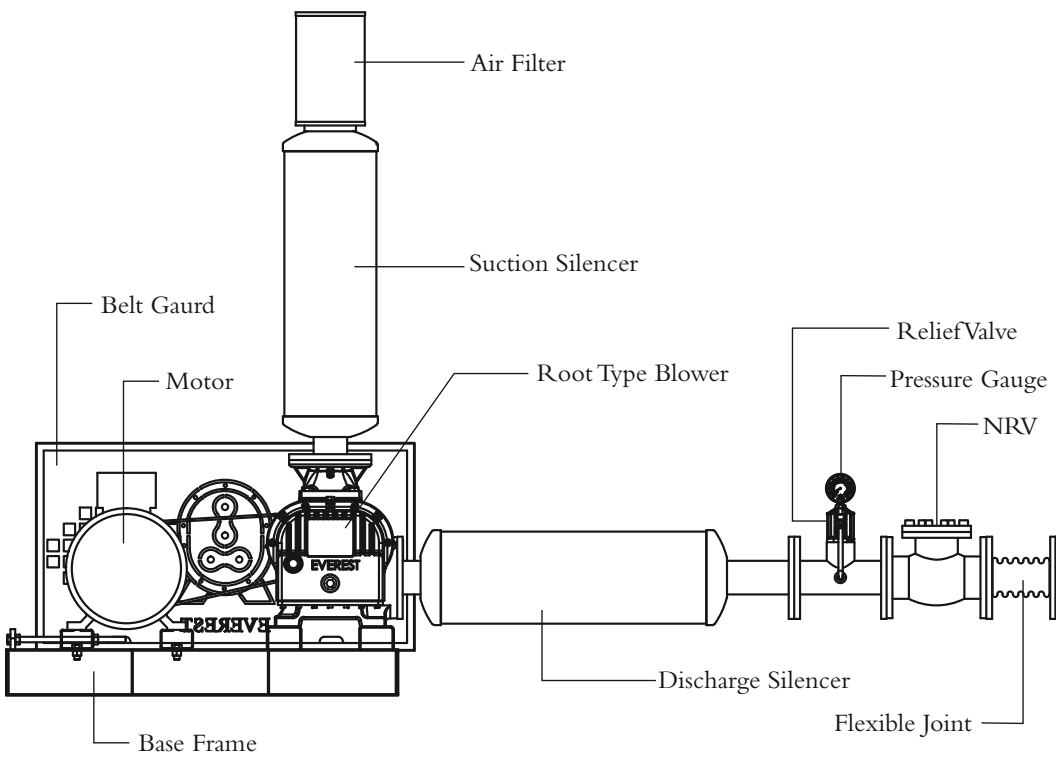 Air Filter
Suction Silencer
Belt Gaurd
Relief Valve
Motor
Root Type Blower
Pressure Gauge
NRV
EVEREST
EVEREST
Discharge Silencer
Flexible Joint
Base Frame